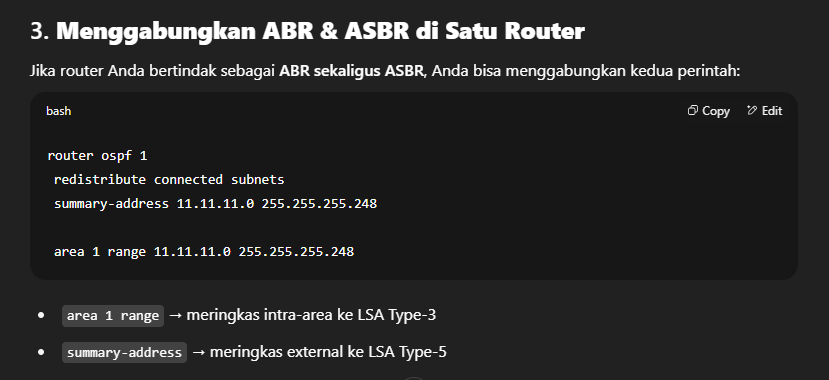 3. Menggabungkan ABR & ASBR di Satu Router
Jika router Anda bertindak sebagai ABR sekaligus ASBR, Anda bisa menggabungkan kedua perintah:
bash
Copy
Edit
router ospf 1
redistribute connected subnets
summary-address 11.11.11.0 255.255.255.248
area 1 range 11.11.11.0 255.255.255.248
• area 1 range → meringkas intra-area ke LSA Type-3
• summary-address → meringkas external ke LSA Type-5